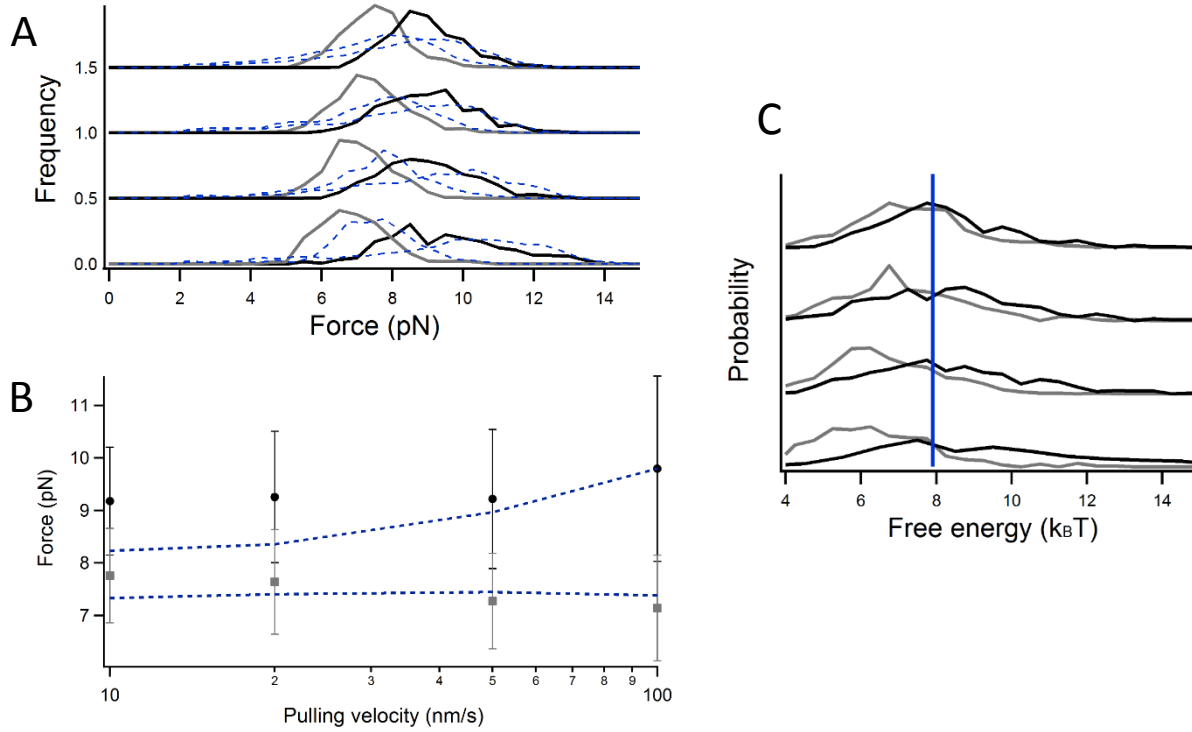 A
Frequency
1.5
1.0
0.5
0.0
0 2 4 6 8 10 12 14
Force (pN)
B
Force (pN)
11
10
9
8
7
10 2 3 4 5 6 7 8 9 100
Pulling velocity (nm/s)
C
Probability
4 6 8 10 12 14
Free energy (kBT)